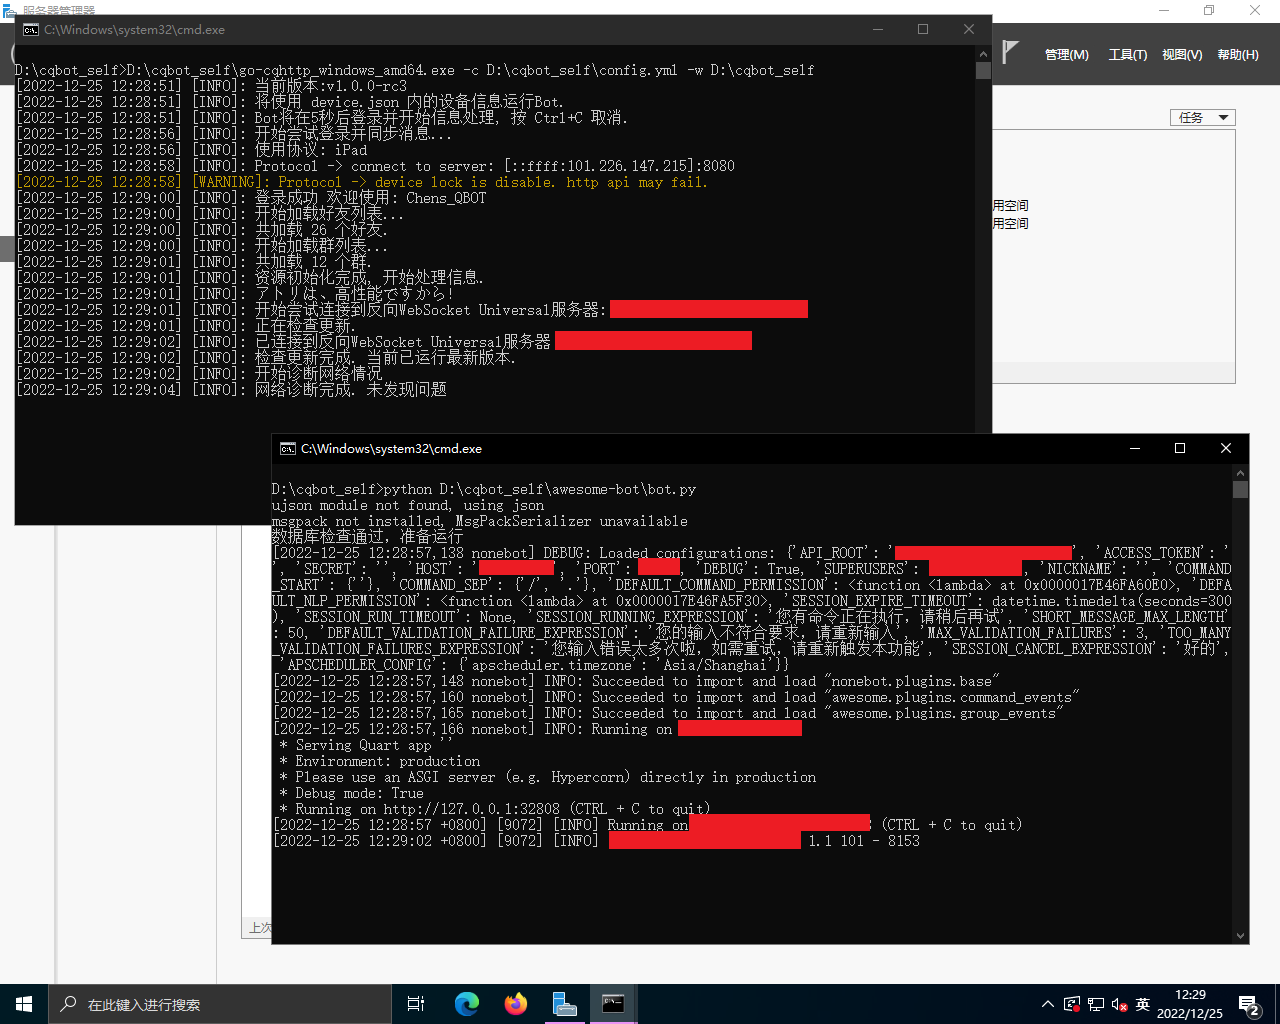 服务器管理器
C:\Windows\system32\cmd.exe
管理(M) 工具(T) 视图(V) 帮助(H)
任务
用空间
用空间
D:\cqbot_self>D:\cqbot_self\go-cqhttp_windows_amd64.exe -c D:\cqbot_self\config.yml -w D:\cqbot_self
[2022-12-25 12:28:51] [INFO]: 当前版本:v1.0.0-rc3
[2022-12-25 12:28:51] [INFO]: 将使用 device.json 内的设备信息运行Bot.
[2022-12-25 12:28:51] [INFO]: Bot将在5秒后登录并开始信息处理, 按 Ctrl+C 取消.
[2022-12-25 12:28:56] [INFO]: 开始尝试登录并同步消息...
[2022-12-25 12:28:56] [INFO]: 使用协议: iPad
[2022-12-25 12:28:58] [INFO]: Protocol -> connect to server: [::ffff:101.226.147.215]:8080
[2022-12-25 12:28:58] [WARNING]: Protocol -> device lock is disable. http api may fail.
[2022-12-25 12:29:00] [INFO]: 登录成功 欢迎使用: Chens_QBOT
[2022-12-25 12:29:00] [INFO]: 开始加载好友列表...
[2022-12-25 12:29:00] [INFO]: 共加载 26 个好友.
[2022-12-25 12:29:00] [INFO]: 开始加载群列表...
[2022-12-25 12:29:01] [INFO]: 共加载 12 个群.
[2022-12-25 12:29:01] [INFO]: 资源初始化完成, 开始处理信息.
[2022-12-25 12:29:01] [INFO]: アトリは、高性能ですから!
[2022-12-25 12:29:01] [INFO]: 开始尝试连接到反向WebSocket Universal服务器:
[2022-12-25 12:29:01] [INFO]: 正在检查更新.
[2022-12-25 12:29:02] [INFO]: 已连接到反向WebSocket Universal服务器
[2022-12-25 12:29:02] [INFO]: 检查更新完成. 当前已运行最新版本.
[2022-12-25 12:29:02] [INFO]: 开始诊断网络情况
[2022-12-25 12:29:04] [INFO]: 网络诊断完成. 未发现问题
C:\Windows\system32\cmd.exe
D:\cqbot_self>python D:\cqbot_self\awesome-bot\bot.py
ujson module not found, using json
msgpack not installed, MsgPackSerializer unavailable
数据库检查通过，准备运行
[2022-12-25 12:28:57,138 nonebot] DEBUG: Loaded configurations: {'API_ROOT': '', 'ACCESS_TOKEN': '
', 'SECRET': '', 'HOST': '', 'PORT': , 'DEBUG': True, 'SUPERUSERS': , 'NICKNAME': '', 'COMMAND
_START': {''}, 'COMMAND_SEP': {'/', '.'}, 'DEFAULT_COMMAND_PERMISSION': <function <lambda> at 0x0000017E46FA60E0>, 'DEFA
ULT_NLP_PERMISSION': <function <lambda> at 0x0000017E46FA5F30>, 'SESSION_EXPIRE_TIMEOUT': datetime.timedelta(seconds=300
), 'SESSION_RUN_TIMEOUT': None, 'SESSION_RUNNING_EXPRESSION': '您有命令正在执行，请稍后再试', 'SHORT_MESSAGE_MAX_LENGTH'
: 50, 'DEFAULT_VALIDATION_FAILURE_EXPRESSION': '您的输入不符合要求，请重新输入', 'MAX_VALIDATION_FAILURES': 3, 'TOO_MANY
_VALIDATION_FAILURES_EXPRESSION': '您输入错误太多次啦，如需重试，请重新触发本功能', 'SESSION_CANCEL_EXPRESSION': '好的',
'APSCHEDULER_CONFIG': {'apscheduler.timezone': 'Asia/Shanghai'}}
[2022-12-25 12:28:57,148 nonebot] INFO: Succeeded to import and load "nonebot.plugins.base"
[2022-12-25 12:28:57,160 nonebot] INFO: Succeeded to import and load "awesome.plugins.command_events"
[2022-12-25 12:28:57,165 nonebot] INFO: Succeeded to import and load "awesome.plugins.group_events"
[2022-12-25 12:28:57,166 nonebot] INFO: Running on
* Serving Quart app ''
* Environment: production
* Please use an ASGI server (e.g. Hypercorn) directly in production
* Debug mode: True
* Running on http://127.0.0.1:32808 (CTRL + C to quit)
[2022-12-25 12:28:57 +0800] [9072] [INFO] Running on (CTRL + C to quit)
[2022-12-25 12:29:02 +0800] [9072] [INFO] 1.1 101 - 8153
上次
在此键入进行搜索
英
12:29
2022/12/25
2